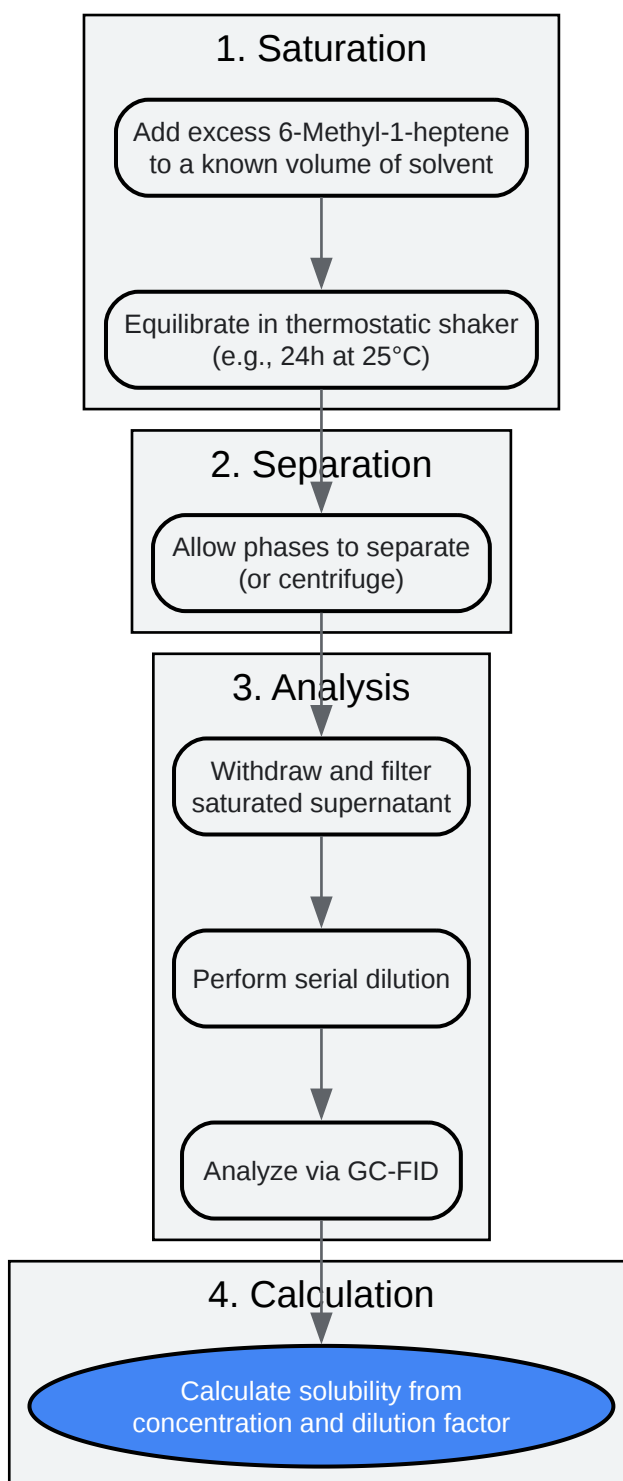 1. Saturation
Add excess 6-Methyl-1-heptene
to a known volume of solvent
Equilibrate in thermostatic shaker
(e.g., 24h at 25°C)
2. Separation
Allow phases to separate
(or centrifuge)
3. Analysis
Withdraw and filter
saturated supernatant
Perform serial dilution
Analyze via GC-FID
4. Calculation
Calculate solubility from
concentration and dilution factor